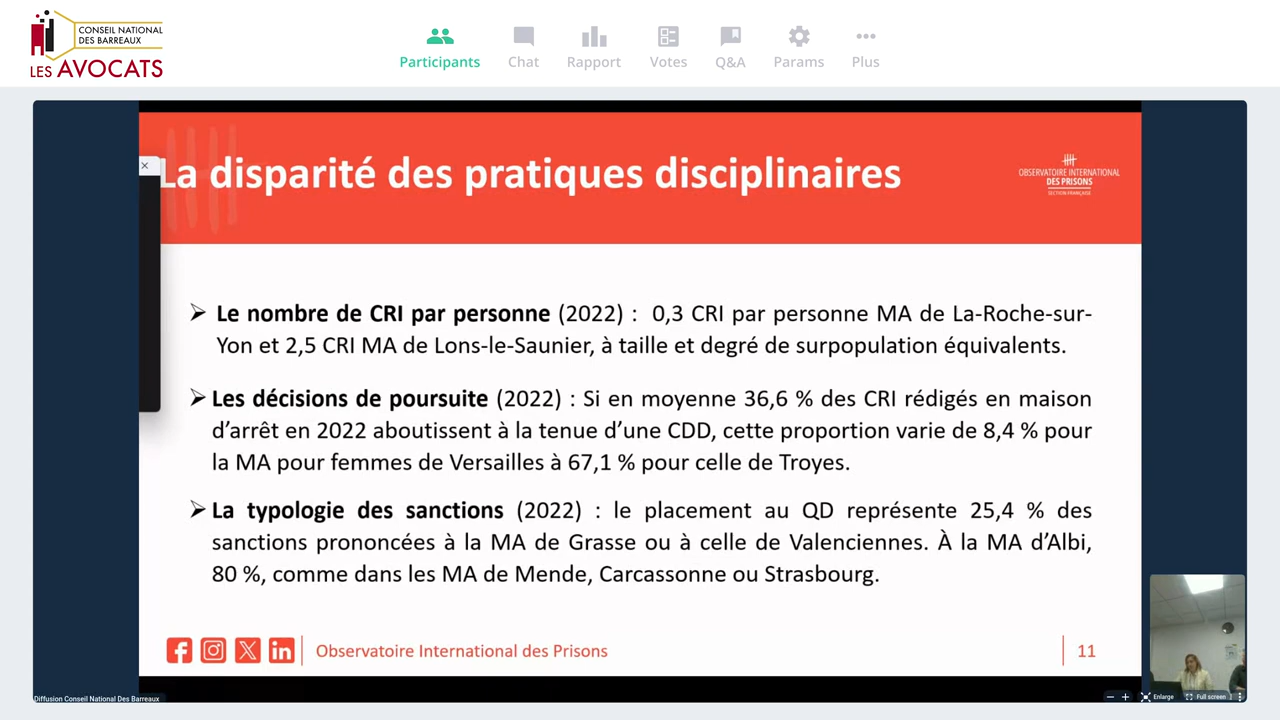 CONSEIL NATIONAL
DES BARREAUX
LES AVOCATS
Participants
Chat
Rapport
Votes
Q&A
Params
Plus
La disparité des pratiques disciplinaires
OBSERVATOIRE INTERNATIONAL
DES PRISONS
SECTION FRANÇAISE
➢ Le nombre de CRI par personne (2022) : 0,3 CRI par personne MA de La-Roche-sur-
Yon et 2,5 CRI MA de Lons-le-Saunier, à taille et degré de surpopulation équivalents.
➢ Les décisions de poursuite (2022) : Si en moyenne 36,6 % des CRI rédigés en maison
d’arrêt en 2022 aboutissent à la tenue d’une CDD, cette proportion varie de 8,4 % pour
la MA pour femmes de Versailles à 67,1 % pour celle de Troyes.
➢ La typologie des sanctions (2022) : le placement au QD représente 25,4 % des
sanctions prononcées à la MA de Grasse ou à celle de Valenciennes. À la MA d’Albi,
80 %, comme dans les MA de Mende, Carcassonne ou Strasbourg.
Observatoire International des Prisons
11
Diffusion Conseil National Des Barreaux
Enlarge
Full screen